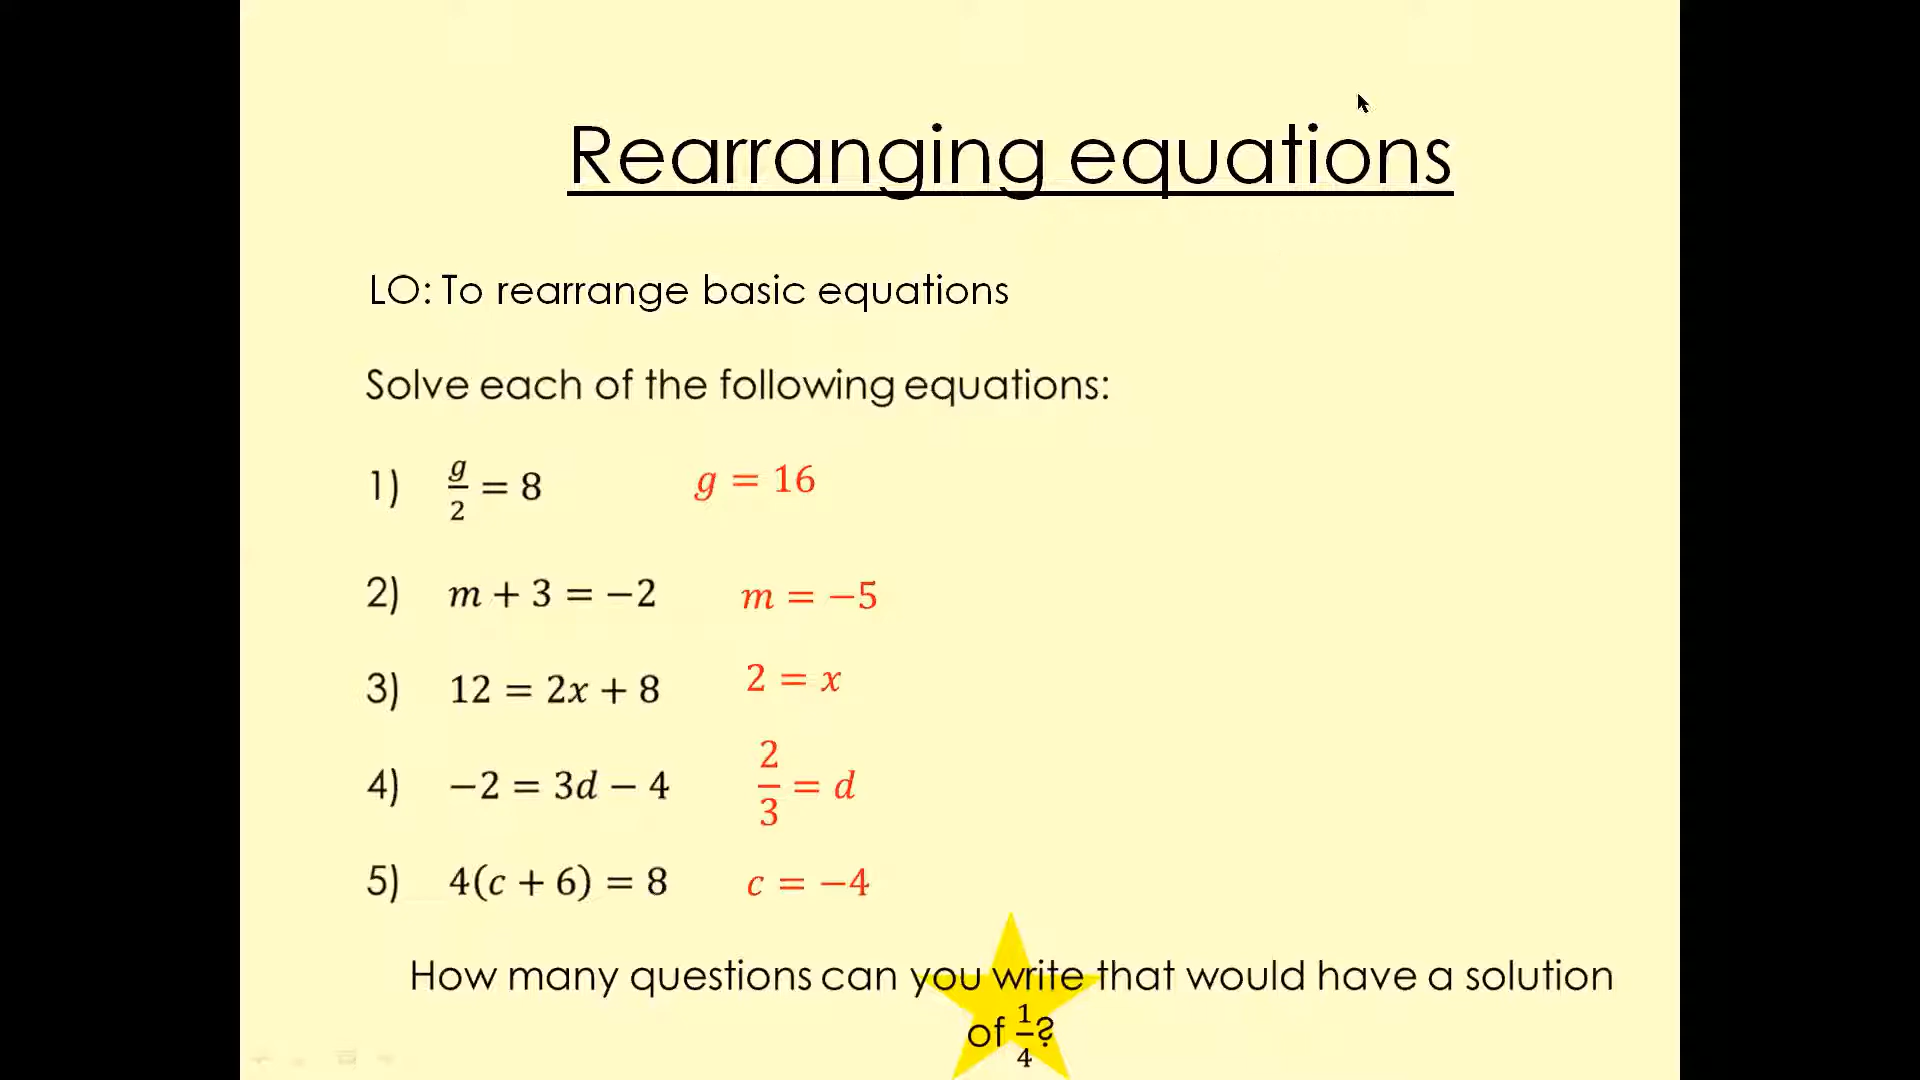 Rearranging equations
LO: To rearrange basic equations
Solve each of the following equations:
1) g/2 = 8 g = 16
2) m + 3 = −2 m = −5
3) 12 = 2x + 8 2 = x
4) −2 = 3d − 4 2/3 = d
5) 4(c + 6) = 8 c = −4
How many questions can you write that would have a solution
of 1/4?